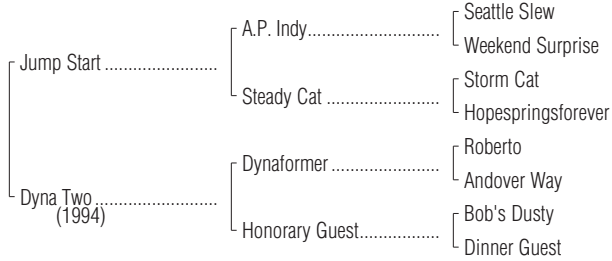 Seattle Slew
A.P. Indy..............................
Weekend Surprise
Jump Start ..........................
Storm Cat
Steady Cat ..........................
Hopespringsforever
Roberto
Dynaformer .........................
Andover Way
Dyna Two............................
(1994)
Bob's Dusty
Honorary Guest...................
Dinner Guest